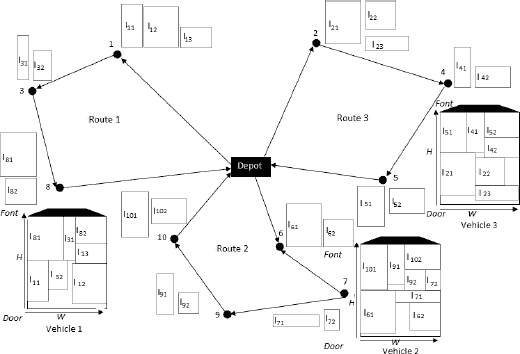 I11
I12
I13
1
I31
I32
3
Route 1
I81
I82
8
Font
I81
I31
I82
I13
H
I11
I32
I12
Door
W
Vehicle 1
Depot
I21
I22
I23
2
Route 3
4
I41
I42
Font
I51
I41
I52
I42
H
I21
I22
I23
Door
W
Vehicle 3
5
I51
I52
I101
I102
10
Route 2
I61
I62
6
Font
7
I91
I92
9
I71
I72
I101
I91
I102
I92
I72
I71
H
I61
I62
Door
W
Vehicle 2